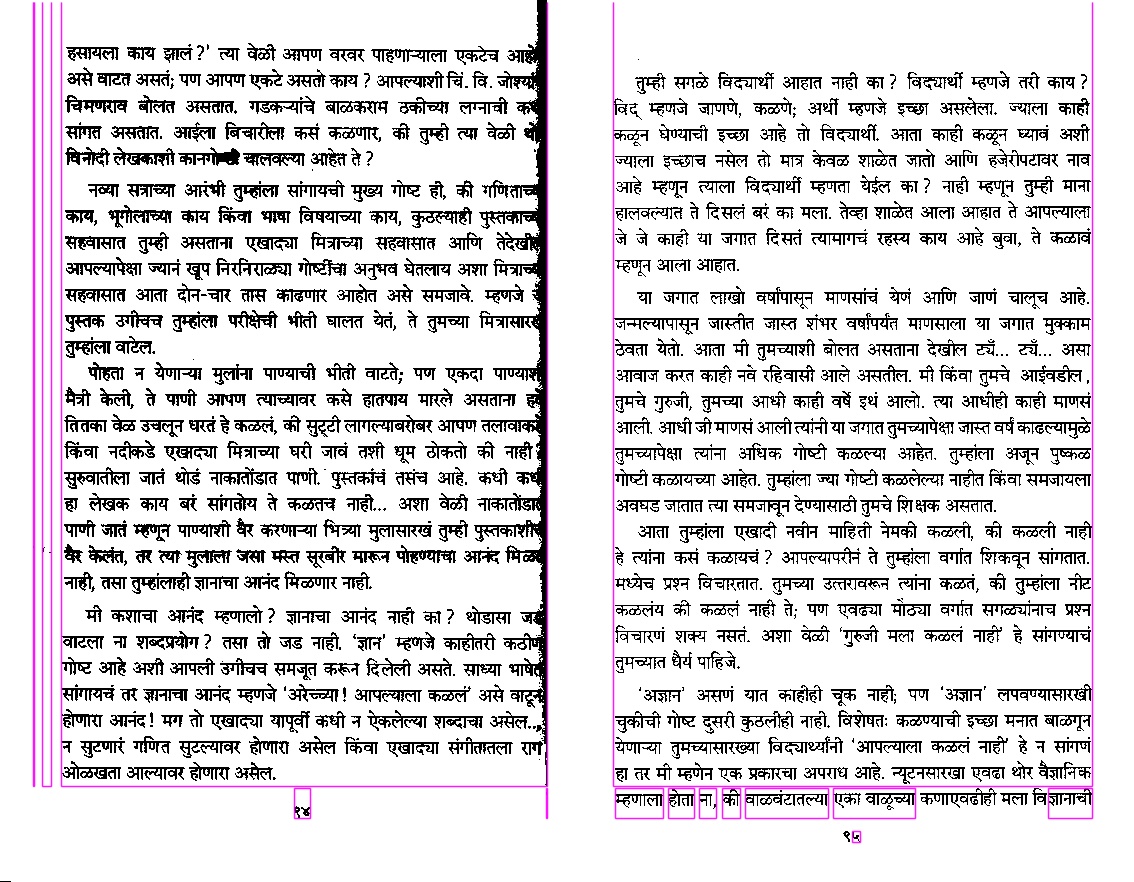 हसायला काय झालं?’ त्या वेळी आपण वरवर पाहणाऱ्याला एकटेच आहो
असे वाटत असतं; पण आपण एकटे असतो काय? आपल्याशी चिं. वि. जोश्यां
चिमणराव बोलत असतात. गडकऱ्यांचे बाळकराम ठकीच्या लग्नाची
सांगत असतात. आईला बिचारीला कसं कळणार, की तुम्ही त्या वेळी
विनोदी लेखकाशी कानगोष्टी चालवल्या आहेत ते?
नव्या सत्राच्या आरंभी तुम्हांला सांगायची मुख्य गोष्ट ही, की गणिताच्या
काय, भूगोलाच्या काय किंवा भाषा विषयाच्या काय, कुठल्याही पुस्तकाच्या
सहवासात तुम्ही असताना एखाद्या मित्राच्या सहवासात आणि तेदेखील
आपल्यापेक्षा ज्यानं खूप निरनिराळ्या गोष्टींचा अनुभव घेतलाय अशा मित्राच्या
सहवासात आता दोन-चार तास काढणार आहोत असे समजावे. म्हणजे
पुस्तक उगीचच तुम्हांला परीक्षेची भीती घालत येतं, ते तुमच्या मित्रासारखं
तुम्हांला वाटेल.
पोहता न येणाऱ्या मुलांना पाण्याची भीती वाटते; पण एकदा पाण्याशी
मैत्री केली, ते पाणी आपण त्याच्यावर कसे हातपाय मारले असताना
तितका वेळ उचलून धरतं हे कळलं, की सुट्टी लागल्याबरोबर आपण तलावाकडे
किंवा नदीकडे एखाद्या मित्राच्या घरी जावं तशी धूम ठोकतो की नाही?
सुरुवातीला जातं थोडं नाकातोंडात पाणी. पुस्तकांचं तसंच आहे. कधी कधी
हा लेखक काय बरं सांगतोय ते कळतच नाही... अशा वेळी नाकातोंडात
पाणी जातं म्हणून पाण्याशी वैर करणाऱ्या भित्र्या मुलासारखं तुम्ही पुस्तकाशीच
वैर केलंत, तर त्या मुलाला जसा मस्त सूरबीर मारून पोहण्याचा आनंद मिळत
नाही, तसा तुम्हांलाही ज्ञानाचा आनंद मिळणार नाही.
मी कशाचा आनंद म्हणालो? ज्ञानाचा आनंद नाही का? थोडासा जड
वाटला ना शब्दप्रयोग? तसा तो जड नाही. ‘ज्ञान’ म्हणजे काहीतरी कठीण
गोष्ट आहे अशी आपली उगीचच समजूत करून दिलेली असते. साध्या भाषेत
सांगायचं तर ज्ञानाचा आनंद म्हणजे ‘अरेच्च्या! आपल्याला कळलं’ असे वाटून
होणारा आनंद! मग तो एखाद्या यापूर्वी कधी न ऐकलेल्या शब्दाचा असेल...,
न सुटणारं गणित सुटल्यावर होणारा असेल किंवा एखाद्या संगीतातला राग
ओळखता आल्यावर होणारा असेल.
१४
तुम्ही सगळे विद्यार्थी आहात नाही का? विद्यार्थी म्हणजे तरी काय?
विद् म्हणजे जाणणे, कळणे; अर्थी म्हणजे इच्छा असलेला. ज्याला काही
कळून घेण्याची इच्छा आहे तो विद्यार्थी. आता काही कळून घ्यावं अशी
ज्याला इच्छाच नसेल तो मात्र केवळ शाळेत जातो आणि हजेरीपटावर नाव
आहे म्हणून त्याला विद्यार्थी म्हणता येईल का? नाही म्हणून तुम्ही माना
हालवल्यात ते दिसलं बरं का मला. तेव्हा शाळेत आला आहात ते आपल्याला
जे जे काही या जगात दिसतं त्यामागचं रहस्य काय आहे बुवा, ते कळावं
म्हणून आला आहात.
या जगात लाखो वर्षांपासून माणसांचं येणं आणि जाणं चालूच आहे.
जन्मल्यापासून जास्तीत जास्त शंभर वर्षांपर्यंत माणसाला या जगात मुक्काम
ठेवता येतो. आता मी तुमच्याशी बोलत असताना देखील ट्यँ... ट्यँ... असा
आवाज करत काही नवे रहिवासी आले असतील. मी किंवा तुमचे आईवडील,
तुमचे गुरुजी, तुमच्या आधी काही वर्षे इथं आलो. त्या आधीही काही माणसं
आली. आधी जी माणसं आली त्यांनी या जगात तुमच्यापेक्षा जास्त वर्षं काढल्यामुळे
तुमच्यापेक्षा त्यांना अधिक गोष्टी कळल्या आहेत. तुम्हांला अजून पुष्कळ
गोष्टी कळायच्या आहेत. तुम्हांला ज्या गोष्टी कळलेल्या नाहीत किंवा समजायला
अवघड जातात त्या समजावून देण्यासाठी तुमचे शिक्षक असतात.
आता तुम्हांला एखादी नवीन माहिती नेमकी कळली, की कळली नाही
हे त्यांना कसं कळायचं? आपल्यापरीनं ते तुम्हांला वर्गात शिकवून सांगतात.
मध्येच प्रश्न विचारतात. तुमच्या उत्तरावरून त्यांना कळतं, की तुम्हांला नीट
कळलंय की कळलं नाही ते; पण एवढ्या मोठ्या वर्गात सगळ्यांनाच प्रश्न
विचारणं शक्य नसतं. अशा वेळी ‘गुरुजी मला कळलं नाही’ हे सांगण्याचं
तुमच्यात धैर्य पाहिजे.
‘अज्ञान’ असणं यात काहीही चूक नाही; पण ‘अज्ञान’ लपवण्यासारखी
चुकीची गोष्ट दुसरी कुठलीही नाही. विशेषतः कळण्याची इच्छा मनात बाळगून
येणाऱ्या तुमच्यासारख्या विद्यार्थ्यांनी ‘आपल्याला कळलं नाही’ हे न सांगणं
हा तर मी म्हणेन एक प्रकारचा अपराध आहे. न्यूटनसारखा एवढा थोर वैज्ञानिक
म्हणाला होता ना, की वाळवंटातल्या एका वाळूच्या कणाएवढीही मला विज्ञानाची
१५